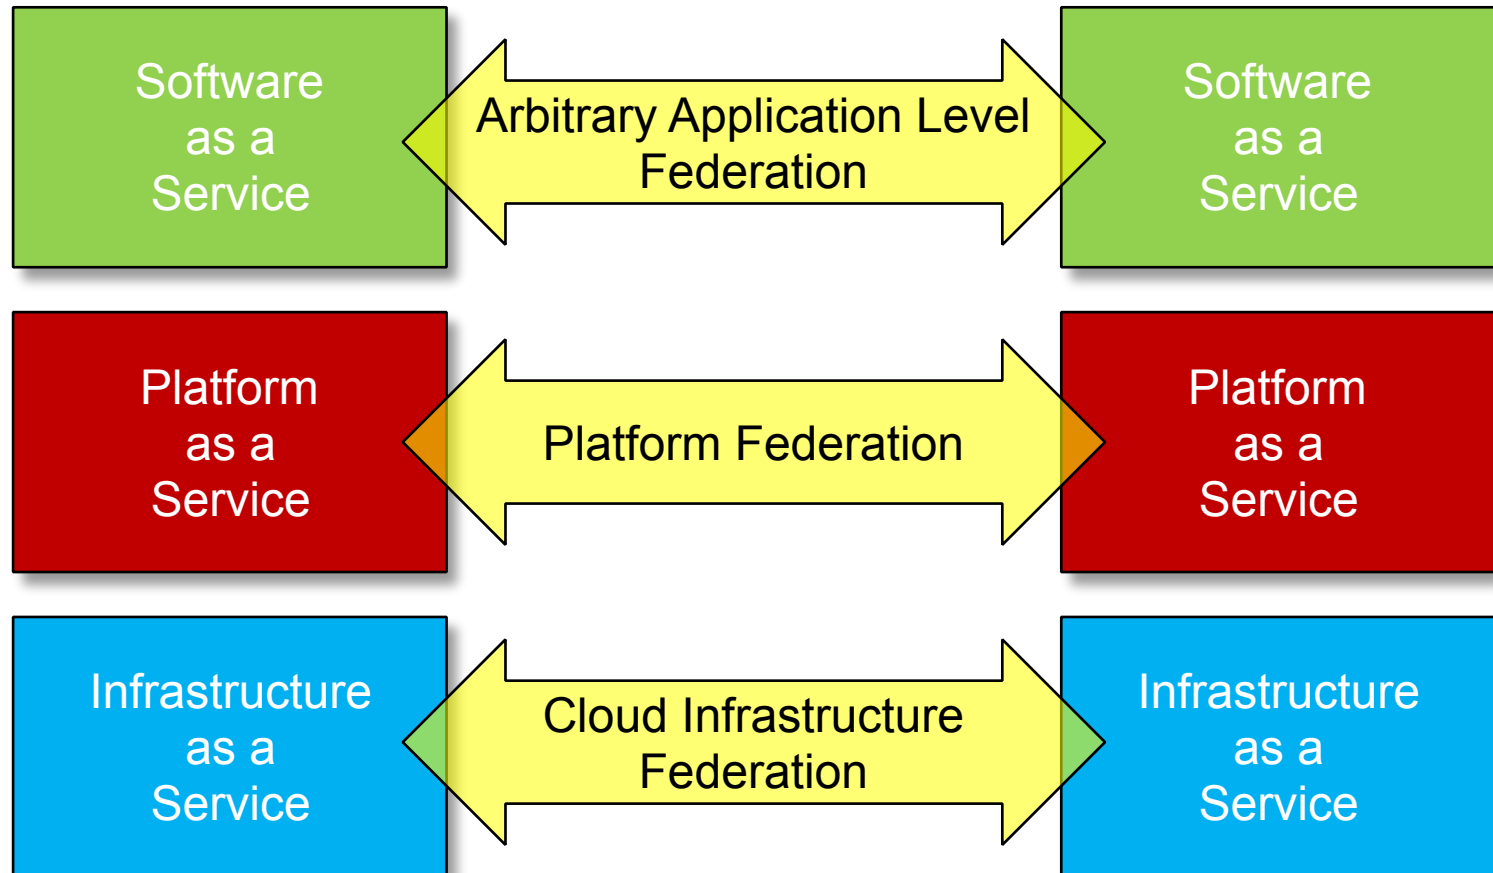 Software
as a
Service
Arbitrary Application Level
Federation
Software
as a
Service
Platform
as a
Service
Platform Federation
Platform
as a
Service
Infrastructure
as a
Service
Cloud Infrastructure
Federation
Infrastructure
as a
Service